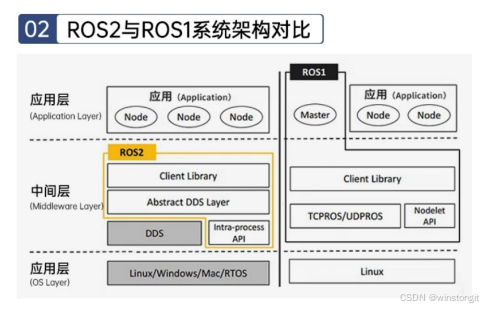 02 ROS2与ROS1系统架构对比
ROS1
应用层
(Application Layer)
应用 (Application)
Node Node Node
Master
应用 (Application)
Node Node
ROS2
中间层
(Middleware Layer)
Client Library
Abstract DDS Layer
DDS
Intra-process
API
Client Library
TCPROS/UDPROS
Nodelet
API
应用层
(OS Layer)
Linux/Windows/Mac/RTOS
Linux
CSDN @winstongit